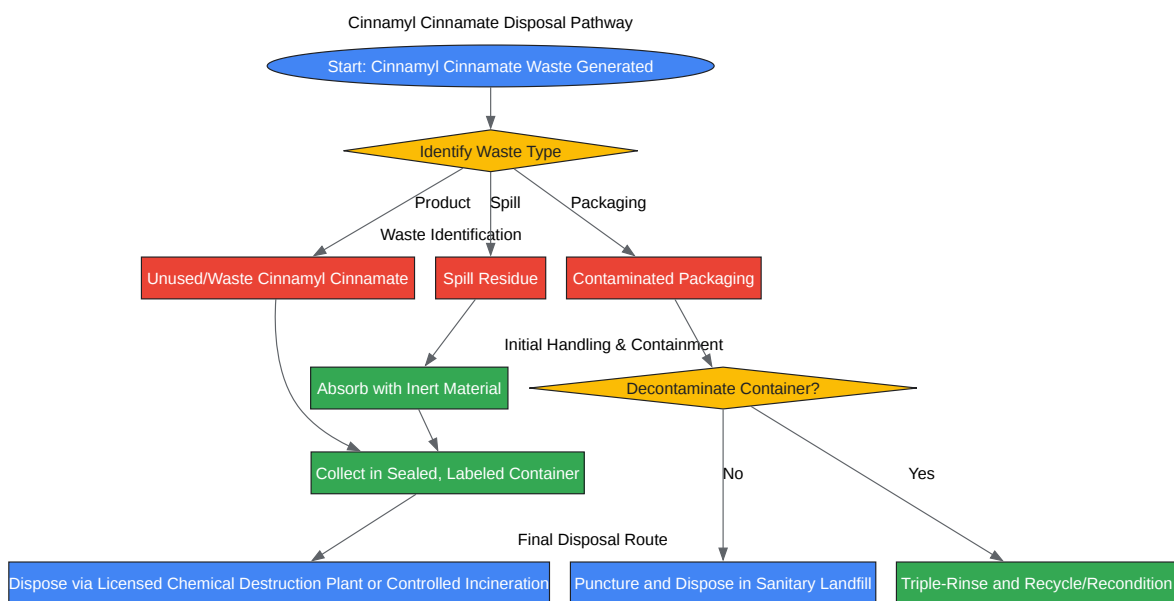 Cinnamyl Cinnamate Disposal Pathway
Start: Cinnamyl Cinnamate Waste Generated
Identify Waste Type
Product
Spill
Packaging
Waste Identification
Unused/Waste Cinnamyl Cinnamate
Spill Residue
Contaminated Packaging
Initial Handling & Containment
Absorb with Inert Material
Decontaminate Container?
Collect in Sealed, Labeled Container
No
Yes
Final Disposal Route
Dispose via Licensed Chemical Destruction Plant or Controlled Incineration
Puncture and Dispose in Sanitary Landfill
Triple-Rinse and Recycle/Recondition